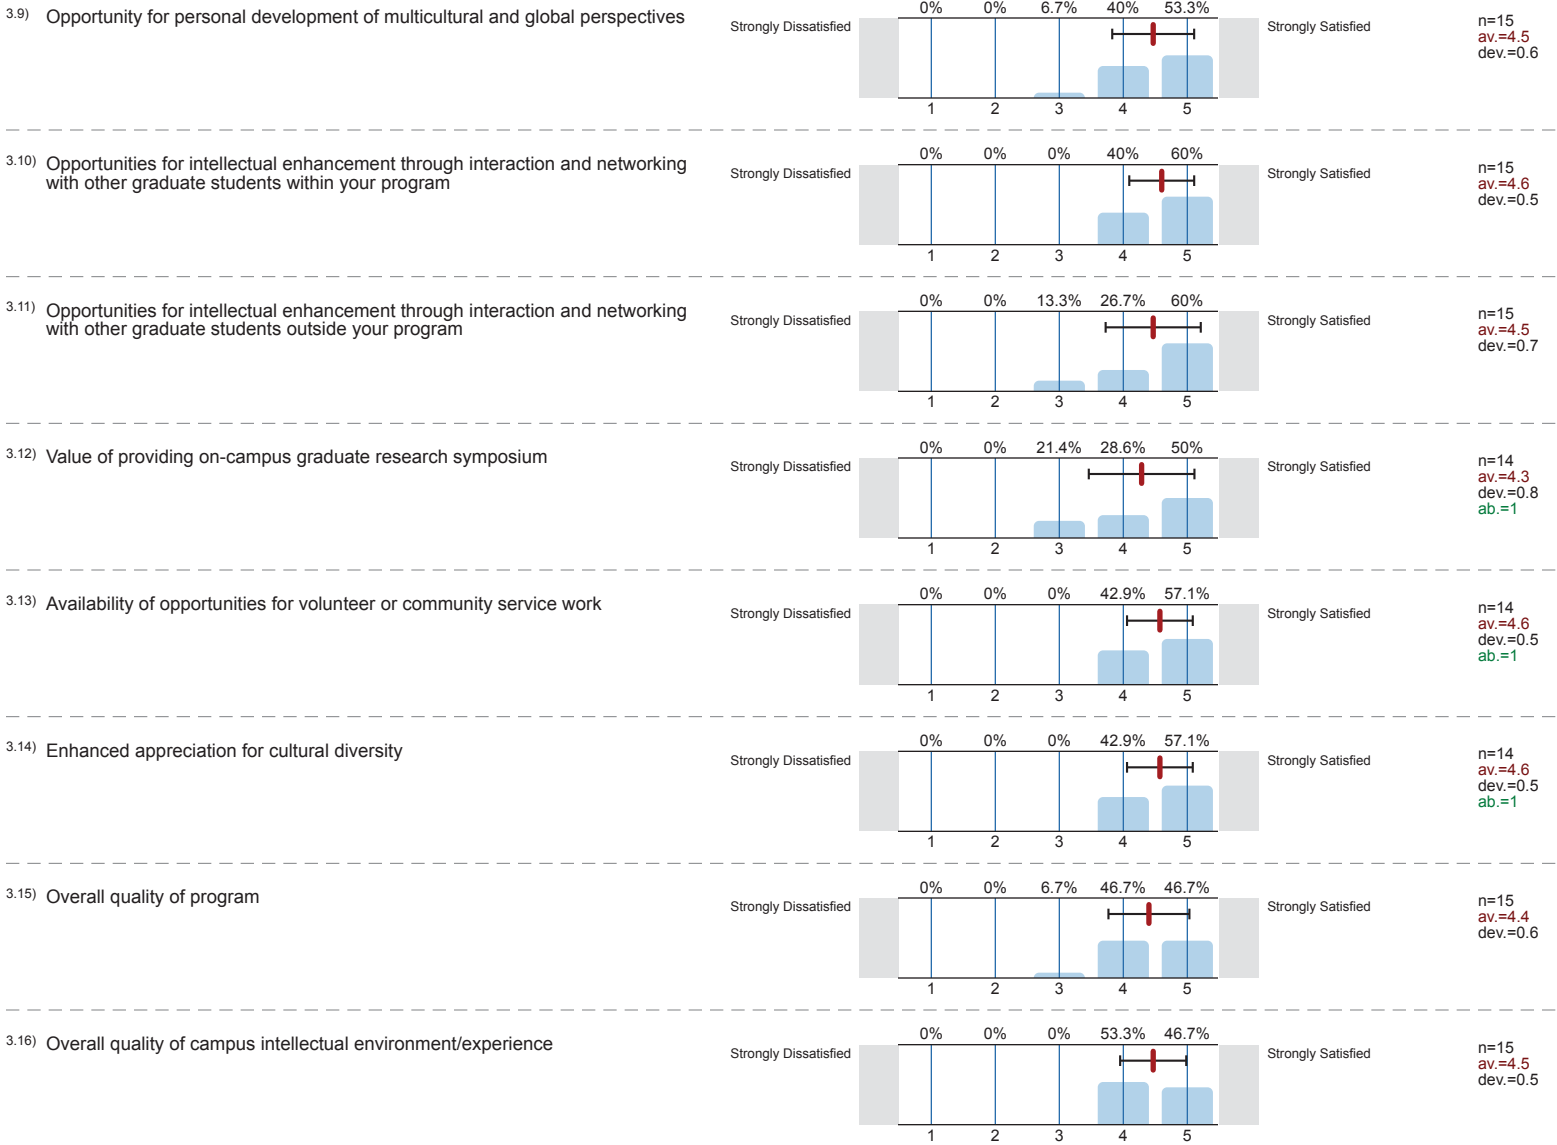 3.9) Opportunity for personal development of multicultural and global perspectives
Strongly Dissatisfied
0% 0% 6.7% 40% 53.3%
1 2 3 4 5
Strongly Satisfied
n=15
av.=4.5
dev.=0.6
3.10) Opportunities for intellectual enhancement through interaction and networking
with other graduate students within your program
Strongly Dissatisfied
0% 0% 0% 40% 60%
1 2 3 4 5
Strongly Satisfied
n=15
av.=4.6
dev.=0.5
3.11) Opportunities for intellectual enhancement through interaction and networking
with other graduate students outside your program
Strongly Dissatisfied
0% 0% 13.3% 26.7% 60%
1 2 3 4 5
Strongly Satisfied
n=15
av.=4.5
dev.=0.7
3.12) Value of providing on-campus graduate research symposium
Strongly Dissatisfied
0% 0% 21.4% 28.6% 50%
1 2 3 4 5
Strongly Satisfied
n=14
av.=4.3
dev.=0.8
ab.=1
3.13) Availability of opportunities for volunteer or community service work
Strongly Dissatisfied
0% 0% 0% 42.9% 57.1%
1 2 3 4 5
Strongly Satisfied
n=14
av.=4.6
dev.=0.5
ab.=1
3.14) Enhanced appreciation for cultural diversity
Strongly Dissatisfied
0% 0% 0% 42.9% 57.1%
1 2 3 4 5
Strongly Satisfied
n=14
av.=4.6
dev.=0.5
ab.=1
3.15) Overall quality of program
Strongly Dissatisfied
0% 0% 6.7% 46.7% 46.7%
1 2 3 4 5
Strongly Satisfied
n=15
av.=4.4
dev.=0.6
3.16) Overall quality of campus intellectual environment/experience
Strongly Dissatisfied
0% 0% 0% 53.3% 46.7%
1 2 3 4 5
Strongly Satisfied
n=15
av.=4.5
dev.=0.5